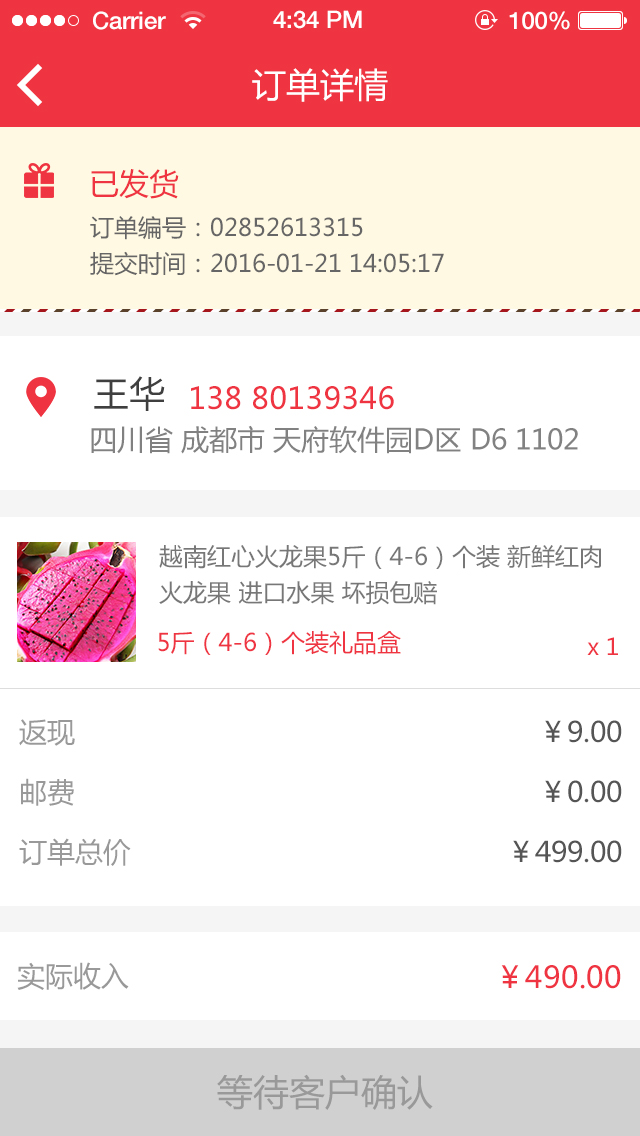 Carrier 4:34 PM 100%
订单详情
已发货
订单编号：02852613315
提交时间：2016-01-21 14:05:17
王华 138 80139346
四川省 成都市 天府软件园D区 D6 1102
越南红心火龙果5斤（4-6）个装 新鲜红肉
火龙果 进口水果 坏损包赔
5斤（4-6）个装礼品盒 x 1
返现 ¥ 9.00
邮费 ¥ 0.00
订单总价 ¥ 499.00
实际收入 ¥ 490.00
等待客户确认